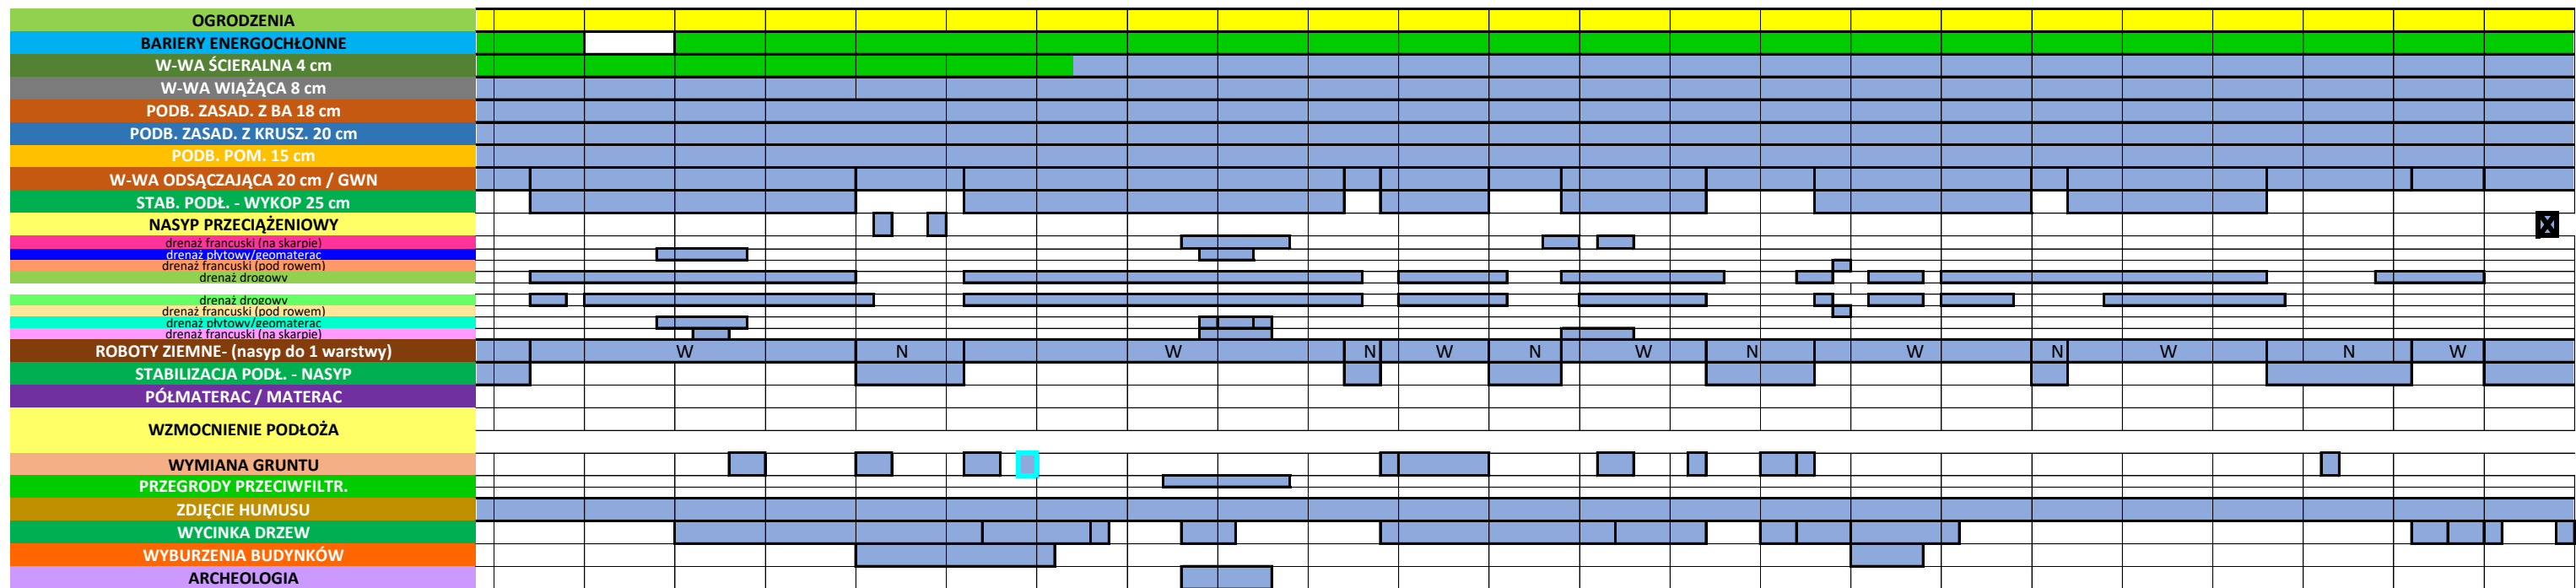 OGRODZENIA
BARIERY ENERGOCHŁONNE
W-WA ŚCIERALNA 4 cm
W-WA WIĄŻĄCA 8 cm
PODB. ZASAD. Z BA 18 cm
PODB. ZASAD. Z KRUSZ. 20 cm
PODB. POM. 15 cm
W-WA ODSĄCZAJĄCA 20 cm / GWN
STAB. PODŁ. - WYKOP 25 cm
NASYP PRZECIĄŻENIOWY X
drenaż francuski (na skarpie)
drenaż płytowy/geomaterac
drenaż francuski (pod rowem)
drenaż drogowy
drenaż drogowy
drenaż francuski (pod rowem)
drenaż płytowy/geomaterac
drenaż francuski (na skarpie)
ROBOTY ZIEMNE- (nasyp do 1 warstwy) W N W N W N W N W N W N W
STABILIZACJA PODŁ. - NASYP
PÓŁMATERAC / MATERAC
WZMOCNIENIE PODŁOŻA
WYMIANA GRUNTU
PRZEGRODY PRZECIWFILTR.
ZDJĘCIE HUMUSU
WYCINKA DRZEW
WYBURZENIA BUDYNKÓW
ARCHEOLOGIA